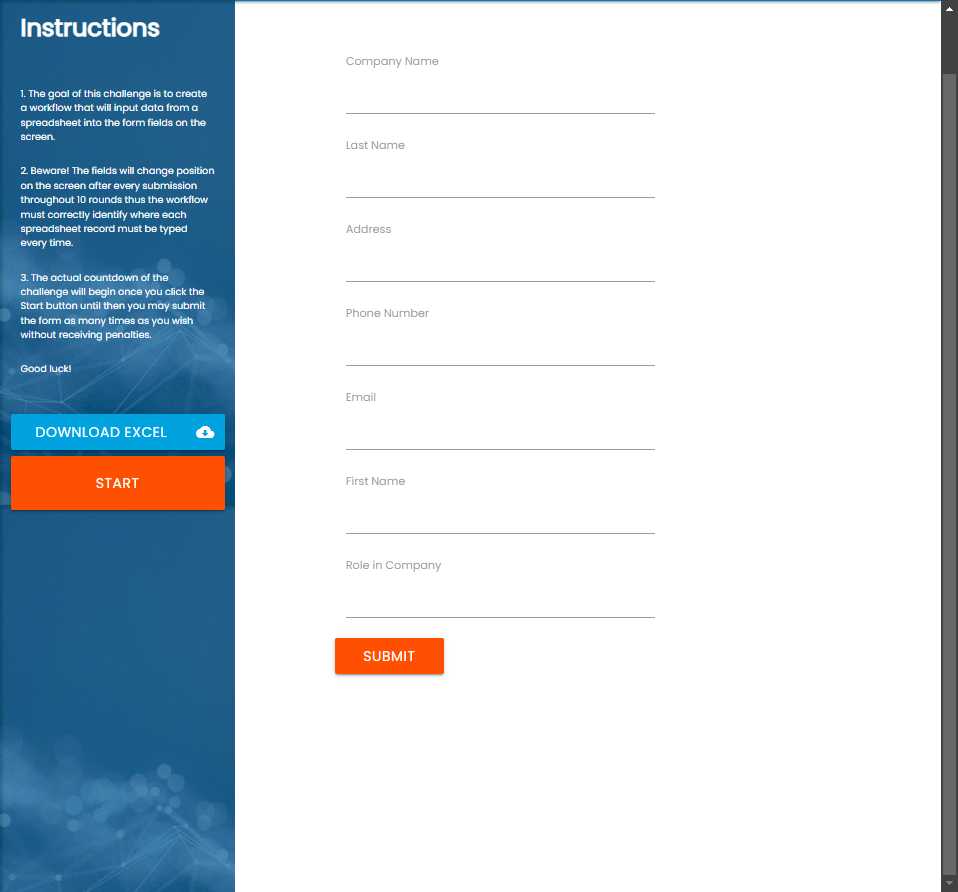 Instructions
1. The goal of this challenge is to create
a workflow that will input data from a
spreadsheet into the form fields on the
screen.
2. Beware! The fields will change position
on the screen after every submission
throughout 10 rounds thus the workflow
must correctly identify where each
spreadsheet record must be typed
every time.
3. The actual countdown of the
challenge will begin once you click the
Start button until then you may submit
the form as many times as you wish
without receiving penalties.
Good luck!
DOWNLOAD EXCEL
START
Company Name
Last Name
Address
Phone Number
Email
First Name
Role in Company
SUBMIT